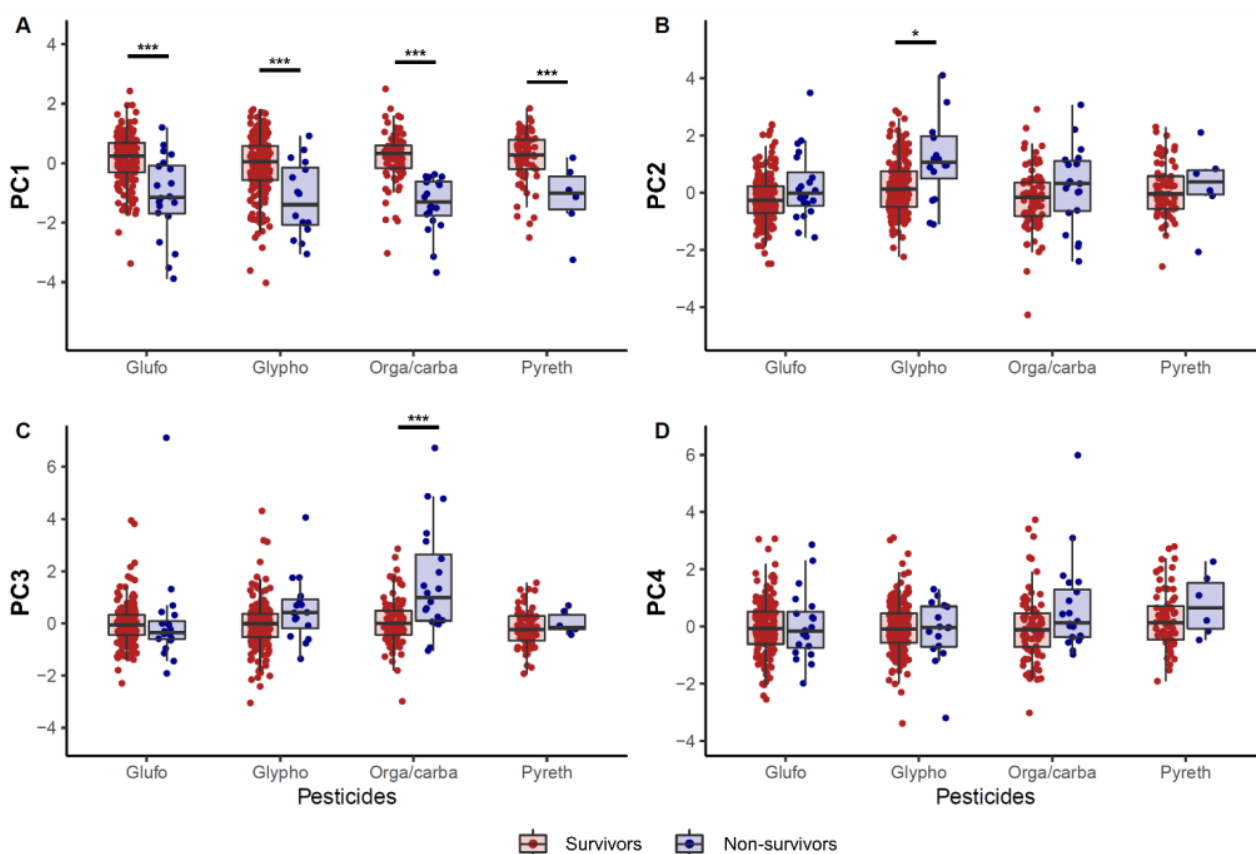 A
4
2
0
−2
−4
PC1
***
***
***
***
Glufo
Glypho
Orga/carba
Pyreth
B
4
2
0
−2
−4
PC2
*
Glufo
Glypho
Orga/carba
Pyreth
C
6
4
2
0
−2
−4
PC3
***
Glufo
Glypho
Orga/carba
Pyreth
Pesticides
D
6
4
2
0
−2
−4
PC4
Glufo
Glypho
Orga/carba
Pyreth
Pesticides
Survivors
Non-survivors